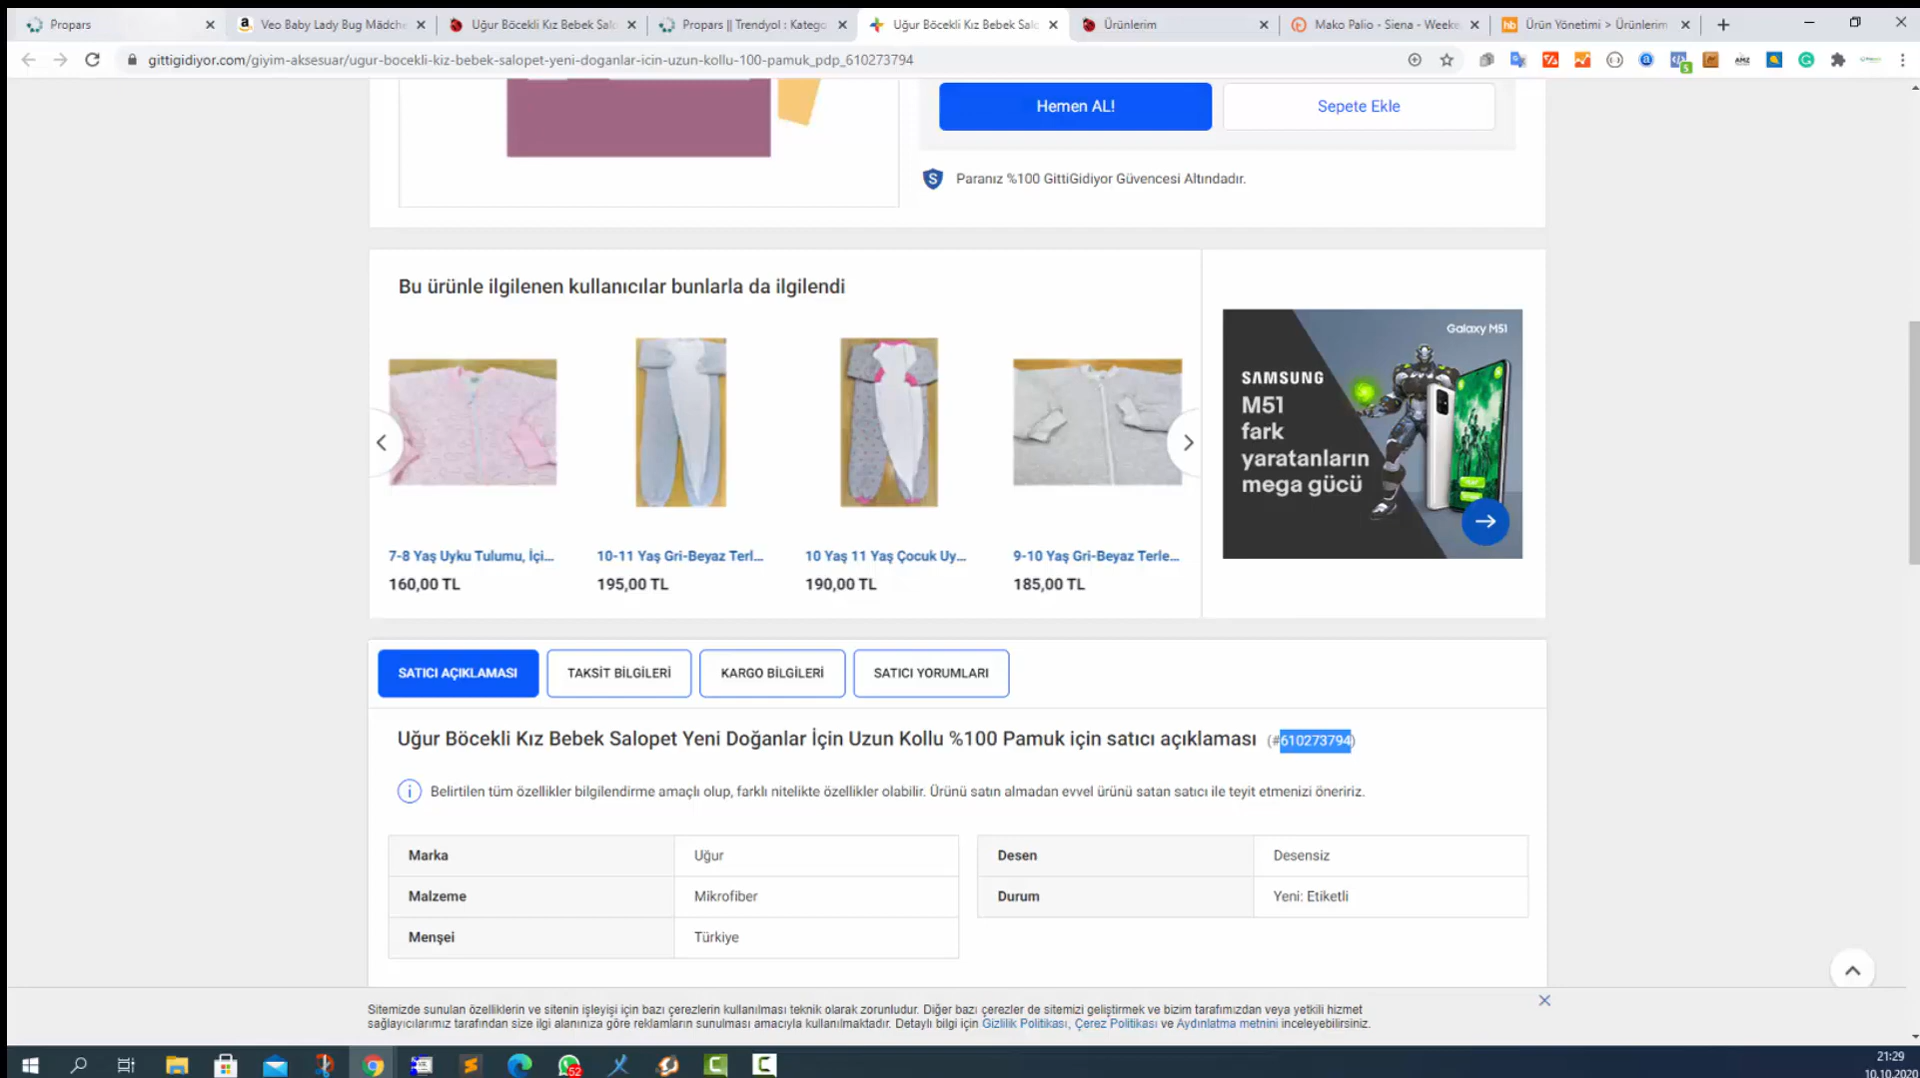 Propars
Veo Baby Lady Bug Mädche
Uğur Böcekli Kız Bebek Salo
Propars || Trendyol : Katego
Uğur Böcekli Kız Bebek Salo
Ürünlerim
Mako Palio - Siena - Weeke
Ürün Yönetimi > Ürünlerim
gittigidiyor.com/giyim-aksesuar/ugur-bocekli-kiz-bebek-salopet-yeni-doganlar-icin-uzun-kollu-100-pamuk_pdp_610273794
Hemen AL!
Sepete Ekle
Paranız %100 GittiGidiyor Güvencesi Altındadır.
Bu ürünle ilgilenen kullanıcılar bunlarla da ilgilendi
Galaxy M51
SAMSUNG
M51
fark
yaratanların
mega gücü
7-8 Yaş Uyku Tulumu, İçi...
160,00 TL
10-11 Yaş Gri-Beyaz Terl...
195,00 TL
10 Yaş 11 Yaş Çocuk Uy...
190,00 TL
9-10 Yaş Gri-Beyaz Terle...
185,00 TL
SATICI AÇIKLAMASI
TAKSİT BİLGİLERİ
KARGO BİLGİLERİ
SATICI YORUMLARI
Uğur Böcekli Kız Bebek Salopet Yeni Doğanlar İçin Uzun Kollu %100 Pamuk için satıcı açıklaması (#610273794)
Belirtilen tüm özellikler bilgilendirme amaçlı olup, farklı nitelikte özellikler olabilir. Ürünü satın almadan evvel ürünü satan satıcı ile teyit etmenizi öneririz.
Marka Uğur
Desen Desensiz
Malzeme Mikrofiber
Durum Yeni: Etiketli
Menşei Türkiye
Sitemizde sunulan özelliklerin ve sitenin işleyişi için bazı çerezlerin kullanılması teknik olarak zorunludur. Diğer bazı çerezler de sitemizi geliştirmek ve bizim tarafımızdan veya yetkili hizmet
sağlayıcılarımız tarafından size ilgi alanınıza göre reklamların sunulması amacıyla kullanılmaktadır. Detaylı bilgi için Gizlilik Politikası, Çerez Politikası ve Aydınlatma metnini inceleyebilirsiniz.
52
21:29
10.10.2020